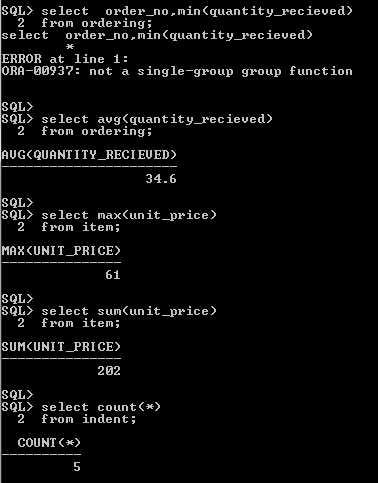 SQL> select  order_no,min(quantity_recieved)
  2  from ordering;
select  order_no,min(quantity_recieved)
        *
ERROR at line 1:
ORA-00937: not a single-group group function
SQL>
SQL> select avg(quantity_recieved)
  2  from ordering;
AVG(QUANTITY_RECIEVED)
----------------------
                  34.6
SQL>
SQL> select max(unit_price)
  2  from item;
MAX(UNIT_PRICE)
---------------
             61
SQL>
SQL> select sum(unit_price)
  2  from item;
SUM(UNIT_PRICE)
---------------
            202
SQL>
SQL> select count(*)
  2  from indent;
  COUNT(*)
----------
         5